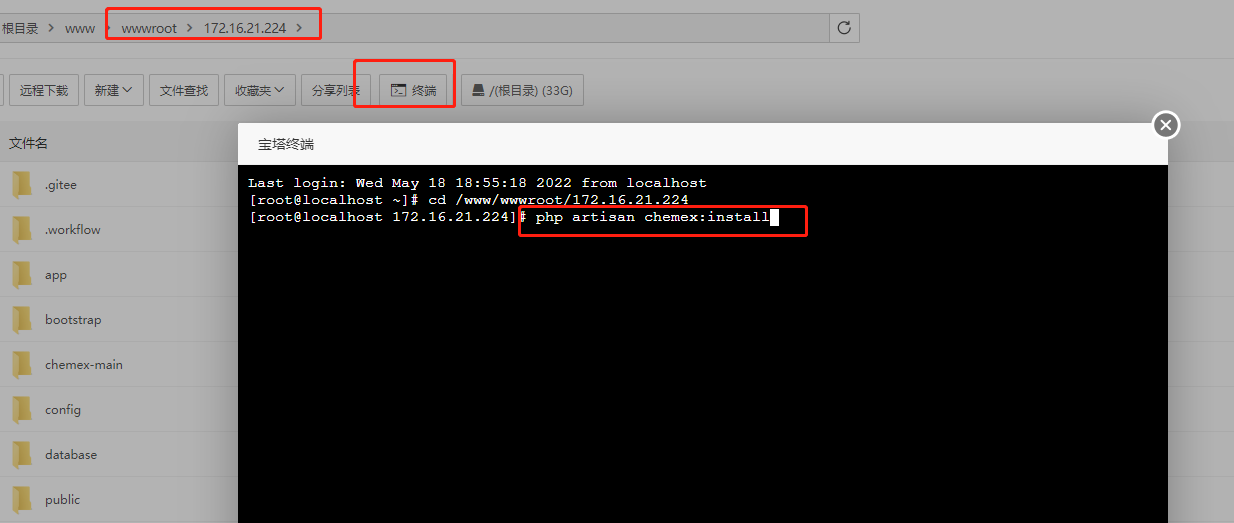 根目录 > www > wwwroot > 172.16.21.224 >
远程下载 新建 文件查找 收藏夹 分享列表 终端 /(根目录) (33G)
文件名
宝塔终端
.gitee
.workflow
app
bootstrap
chemex-main
config
database
public
Last login: Wed May 18 18:55:18 2022 from localhost
[root@localhost ~]# cd /www/wwwroot/172.16.21.224
[root@localhost 172.16.21.224]# php artisan chemex:install